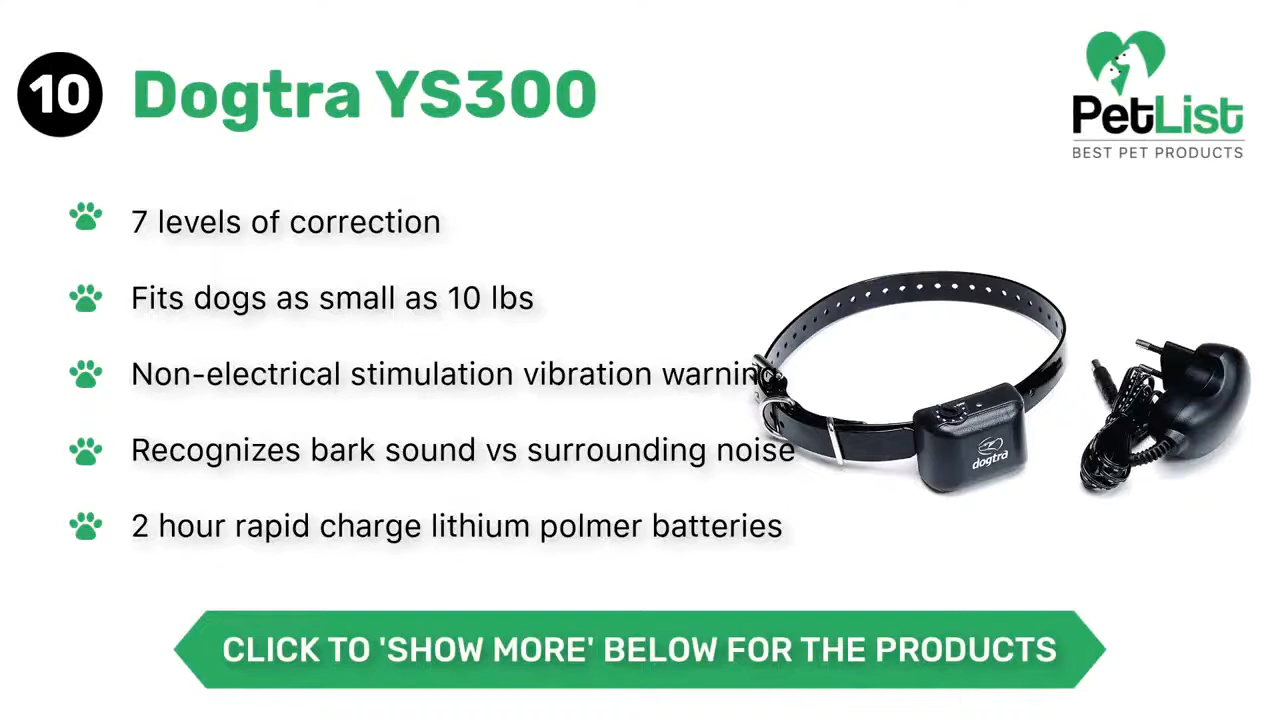 10 Dogtra YS300
PetList
BEST PET PRODUCTS
7 levels of correction
Fits dogs as small as 10 lbs
Non-electrical stimulation vibration warning
Recognizes bark sound vs surrounding noise
2 hour rapid charge lithium polmer batteries
dogtra
CLICK TO 'SHOW MORE' BELOW FOR THE PRODUCTS